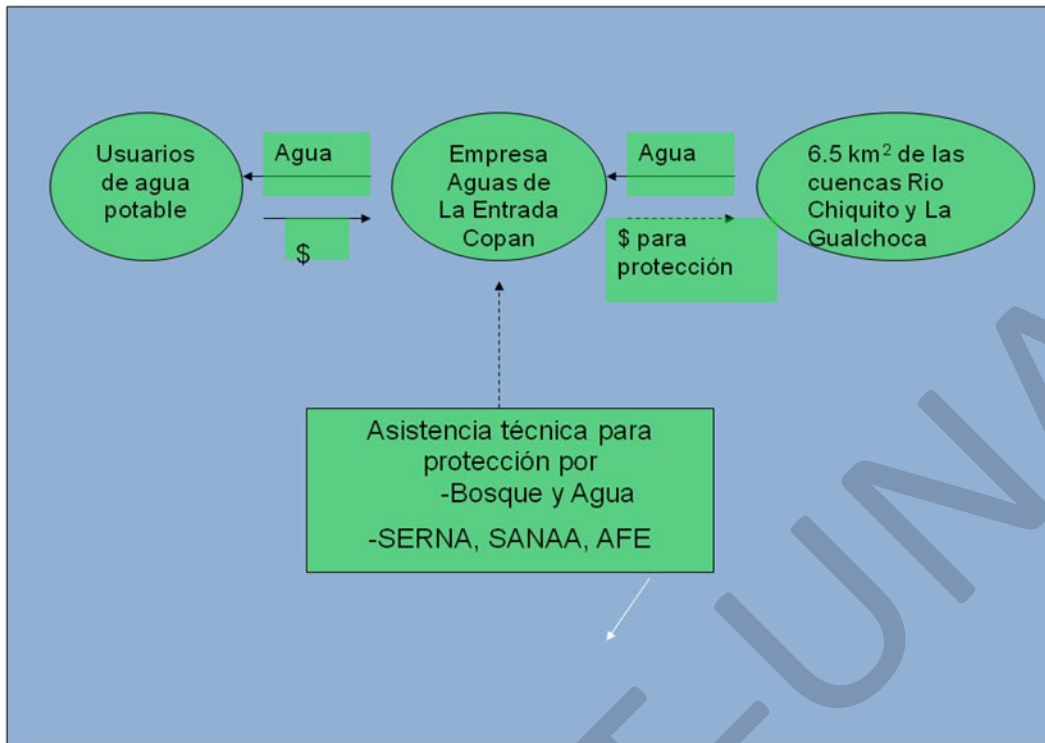 Usuarios
de agua
potable
Agua
$
Empresa
Aguas de
La Entrada
Copan
Agua
$ para
protección
6.5 km² de las
cuencas Rio
Chiquito y La
Gualchoca
Asistencia técnica para
protección por
-Bosque y Agua
-SERNA, SANAA, AFE